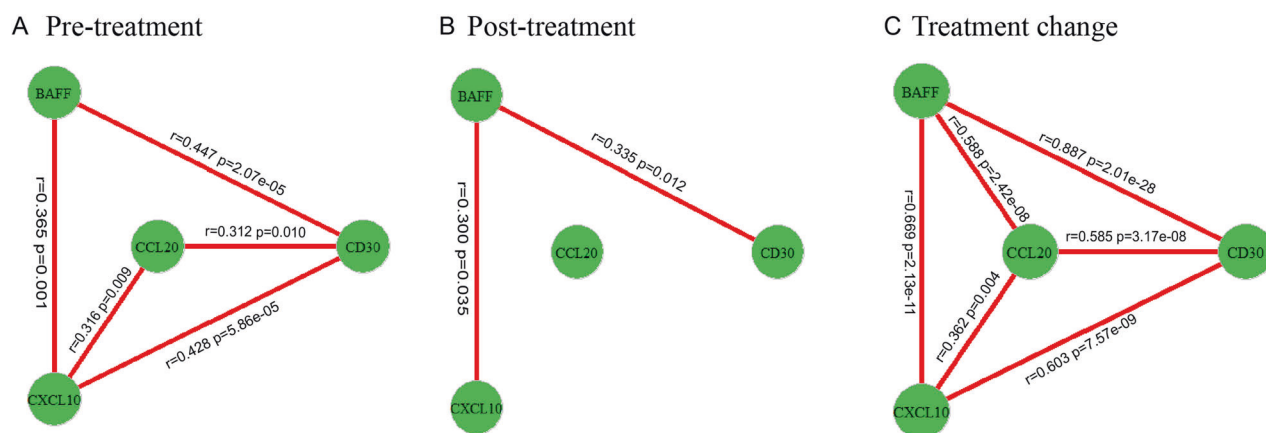 A Pre-treatment
BAFF
r=0.447 p=2.07e-05
r=0.365 p=0.001
CCL20
r=0.312 p=0.010
CD30
r=0.316 p=0.009
r=0.428 p=5.86e-05
CXCL10
B Post-treatment
BAFF
r=0.335 p=0.012
r=0.300 p=0.035
CCL20
CD30
CXCL10
C Treatment change
BAFF
r=0.588 p=2.42e-08
r=0.887 p=2.01e-28
r=0.669 p=2.13e-11
CCL20
r=0.585 p=3.17e-08
CD30
r=0.362 p=0.004
r=0.603 p=7.57e-09
CXCL10